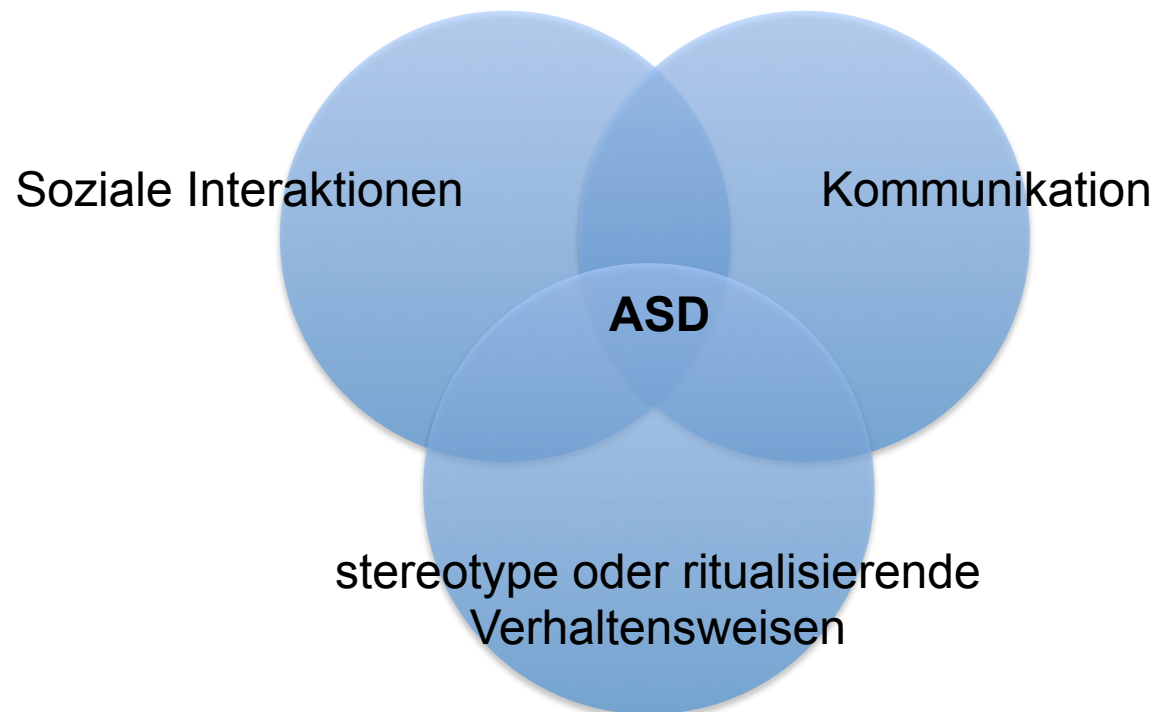 Soziale Interaktionen
Kommunikation
ASD
stereotype oder ritualisierende
Verhaltensweisen